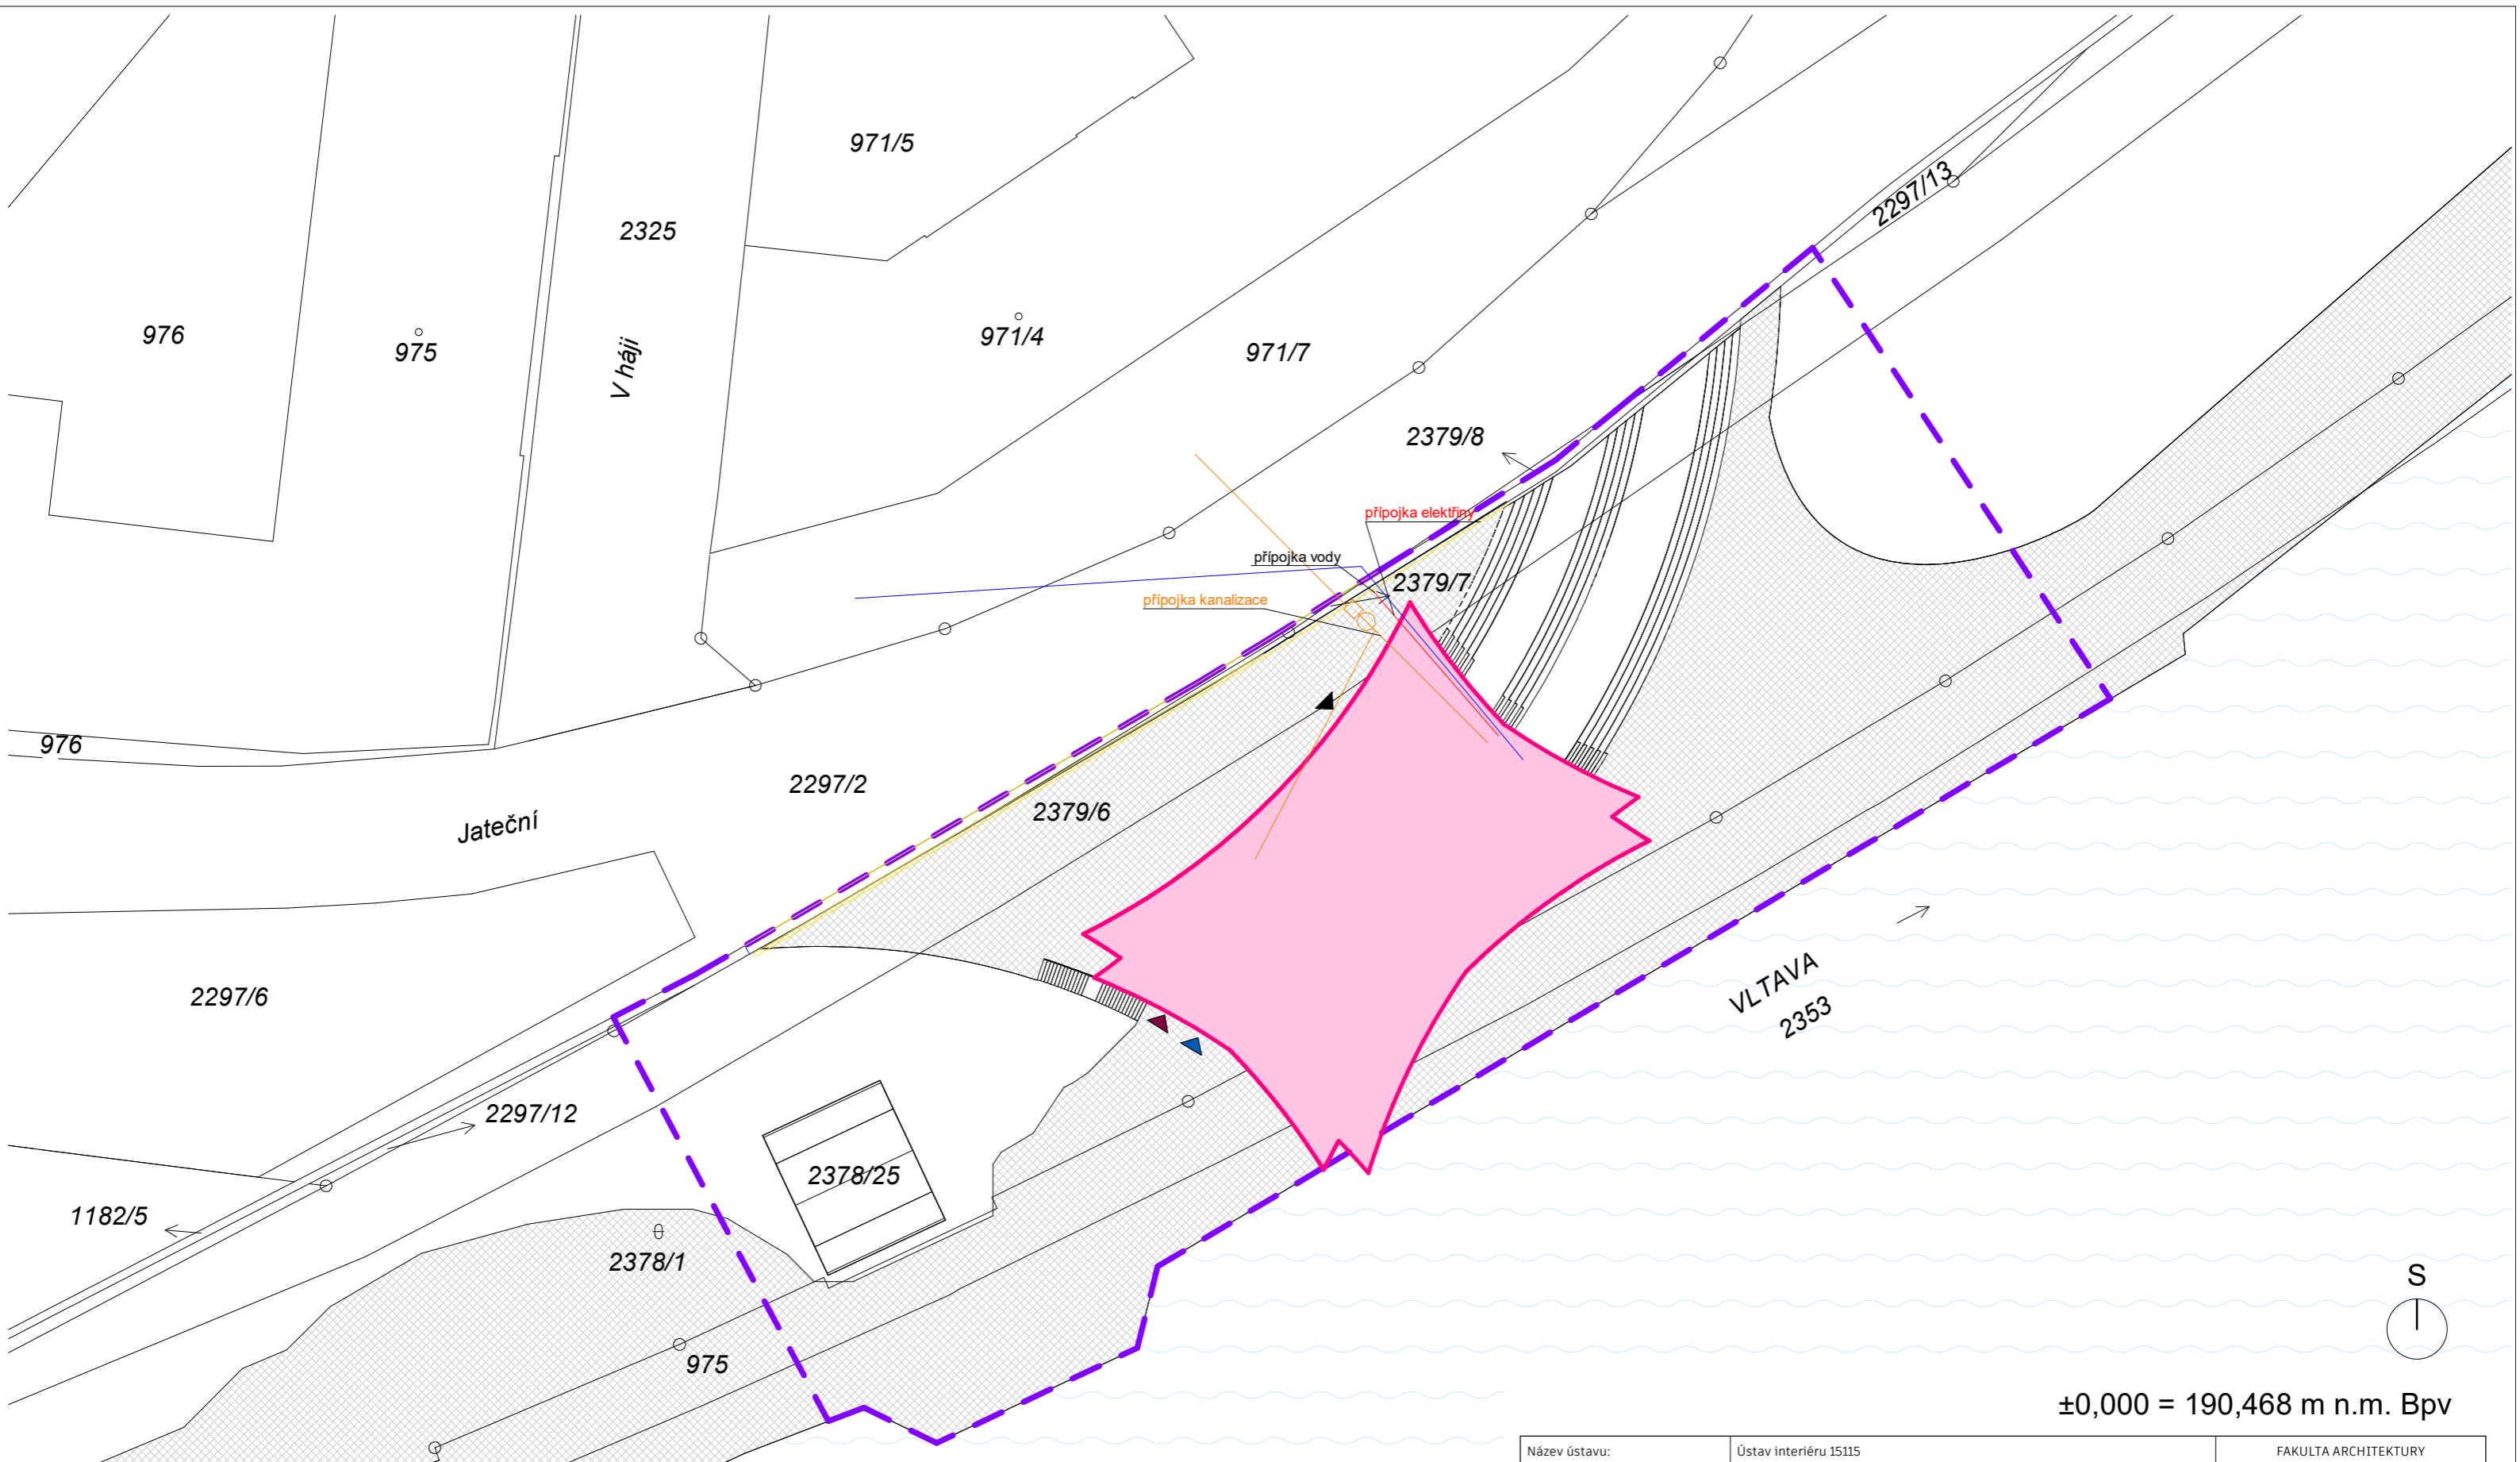 971/5
2297/13
2325
976
975
971/4
971/7
V háji
2379/8
přípojka elektřiny
přípojka vody
2379/7
přípojka kanalizace
976
2297/2
2379/6
Jateční
VLTAVA
2353
2297/6
2297/12
2378/25
1182/5
2378/1
975
S
±0,000 = 190,468 m n.m. Bpv
Název ústavu: Ústav interiéru 15115 FAKULTA ARCHITEKTURY